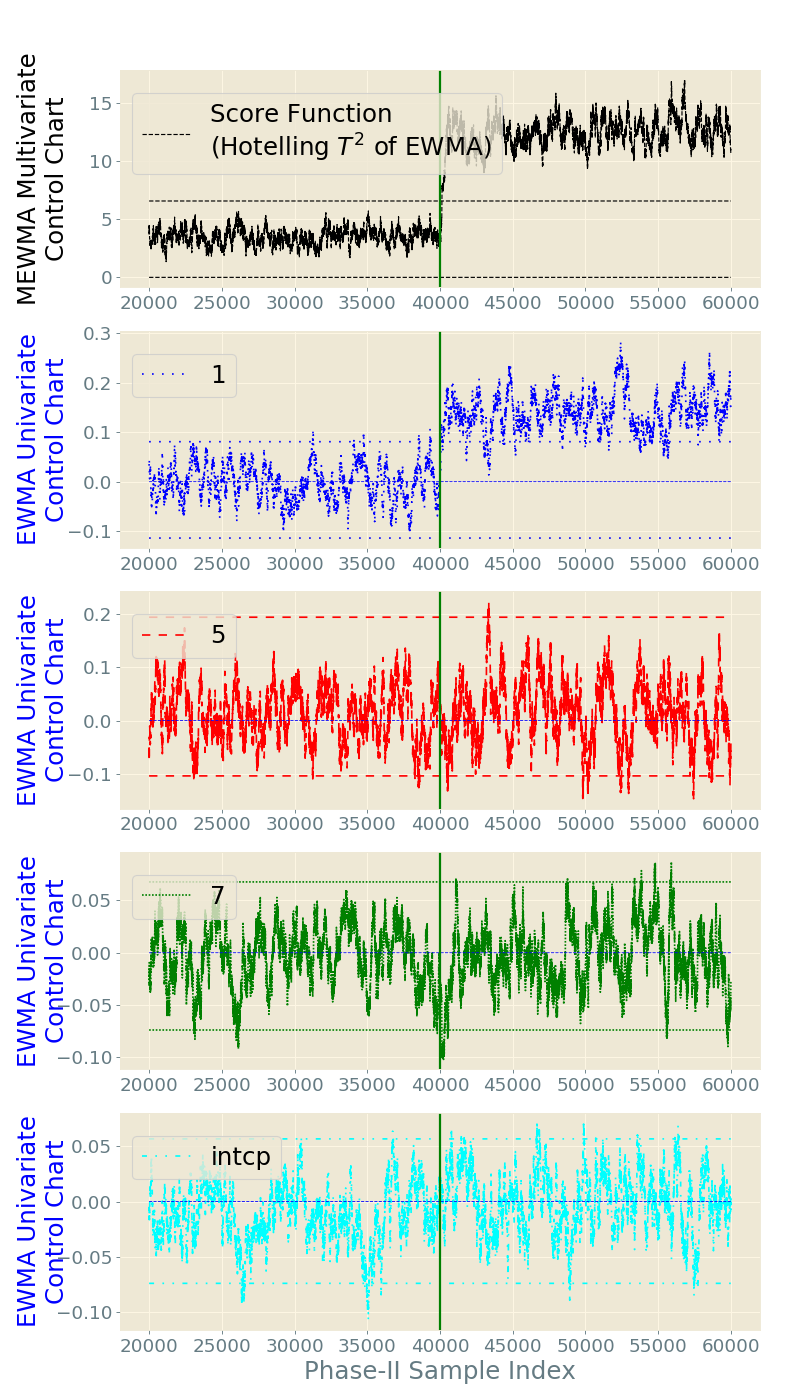 MEWMA Multivariate
Control Chart
Score Function
(Hotelling T² of EWMA)
15
10
5
0
20000 25000 30000 35000 40000 45000 50000 55000 60000
EWMA Univariate
Control Chart
1
0.3
0.2
0.1
0.0
−0.1
20000 25000 30000 35000 40000 45000 50000 55000 60000
EWMA Univariate
Control Chart
5
0.2
0.1
0.0
−0.1
20000 25000 30000 35000 40000 45000 50000 55000 60000
EWMA Univariate
Control Chart
7
0.05
0.00
−0.05
−0.10
20000 25000 30000 35000 40000 45000 50000 55000 60000
EWMA Univariate
Control Chart
intcp
0.05
0.00
−0.05
−0.10
20000 25000 30000 35000 40000 45000 50000 55000 60000
Phase-II Sample Index